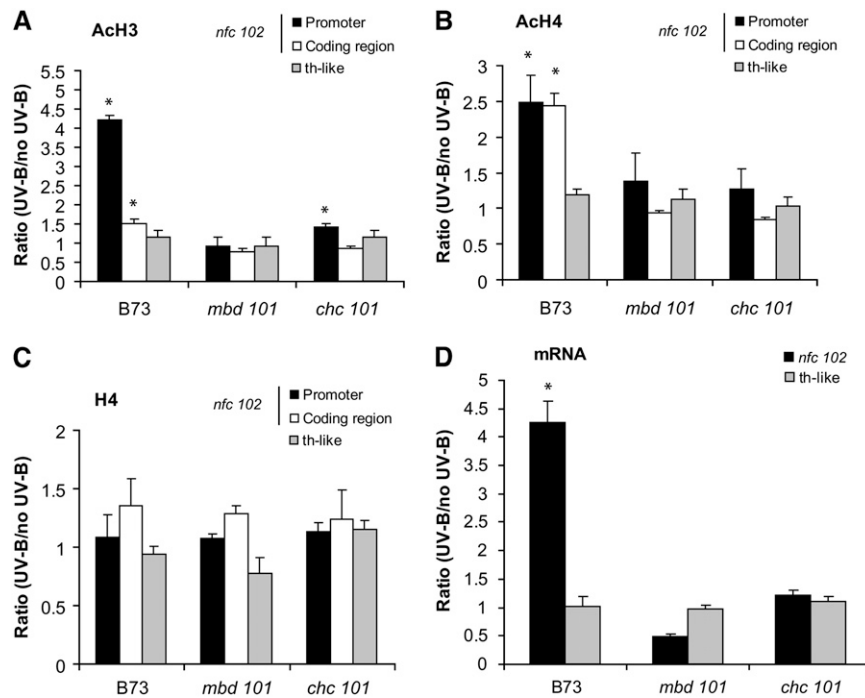 A
AcH3
nfc 102
Promoter
Coding region
th-like
Ratio (UV-B/no UV-B)
5.5
5
4.5
4
3.5
3
2.5
2
1.5
1
0.5
0
*
*
*
B73
mbd 101
chc 101
B
AcH4
nfc 102
Promoter
Coding region
th-like
Ratio (UV-B/no UV-B)
3
2.5
2
1.5
1
0.5
0
*
*
B73
mbd 101
chc 101
C
H4
nfc 102
Promoter
Coding region
th-like
Ratio (UV-B/no UV-B)
2
1.5
1
0.5
0
B73
mbd 101
chc 101
D
mRNA
nfc 102
th-like
Ratio (UV-B/no UV-B)
5
4.5
4
3.5
3
2.5
2
1.5
1
0.5
0
*
B73
mbd 101
chc 101